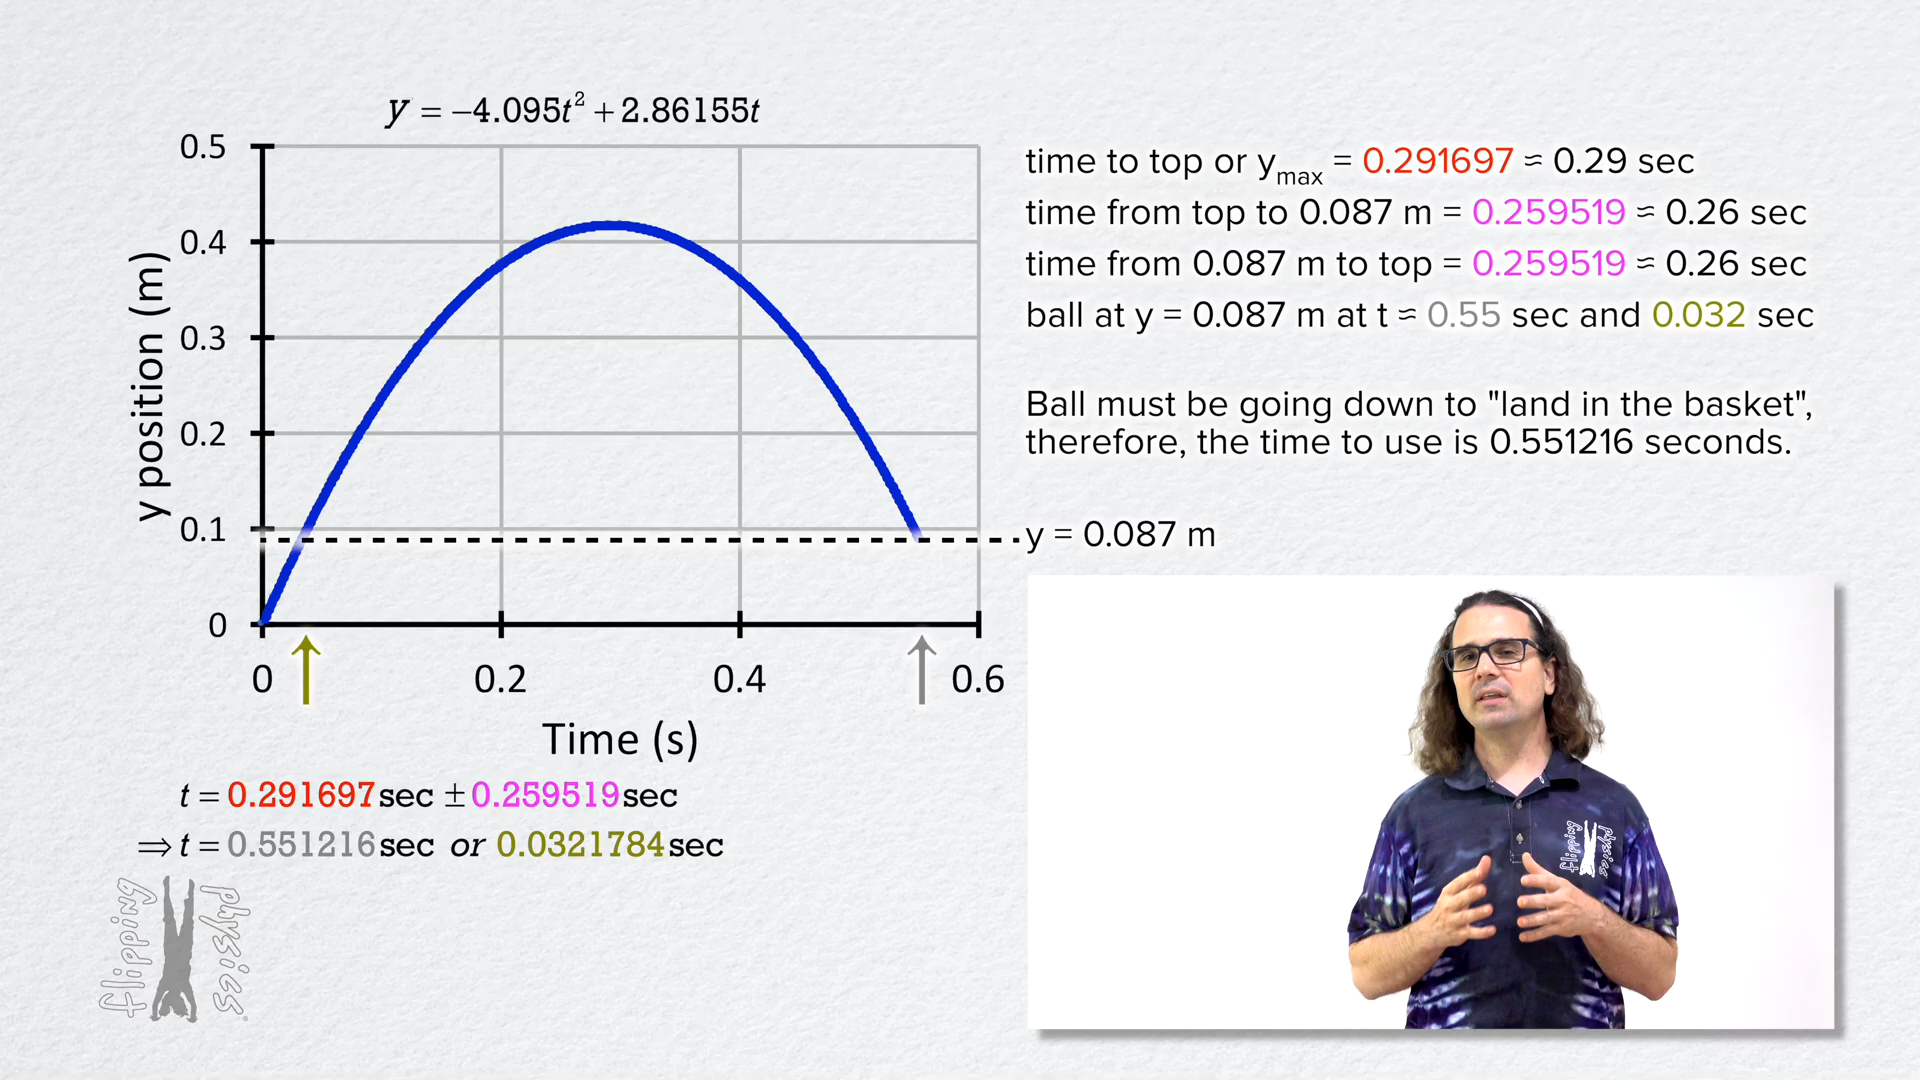 y = −4.095t² + 2.86155t
0.5
0.4
0.3
0.2
0.1
0
y position (m)
0 0.2 0.4 0.6
Time (s)
t = 0.291697 sec ± 0.259519 sec
⇒ t = 0.551216 sec or 0.0321784 sec
flipping physics
time to top or yₘₐₓ = 0.291697 ≈ 0.29 sec
time from top to 0.087 m = 0.259519 ≈ 0.26 sec
time from 0.087 m to top = 0.259519 ≈ 0.26 sec
ball at y = 0.087 m at t ≈ 0.55 sec and 0.032 sec
Ball must be going down to "land in the basket",
therefore, the time to use is 0.551216 seconds.
y = 0.087 m
flipping physics